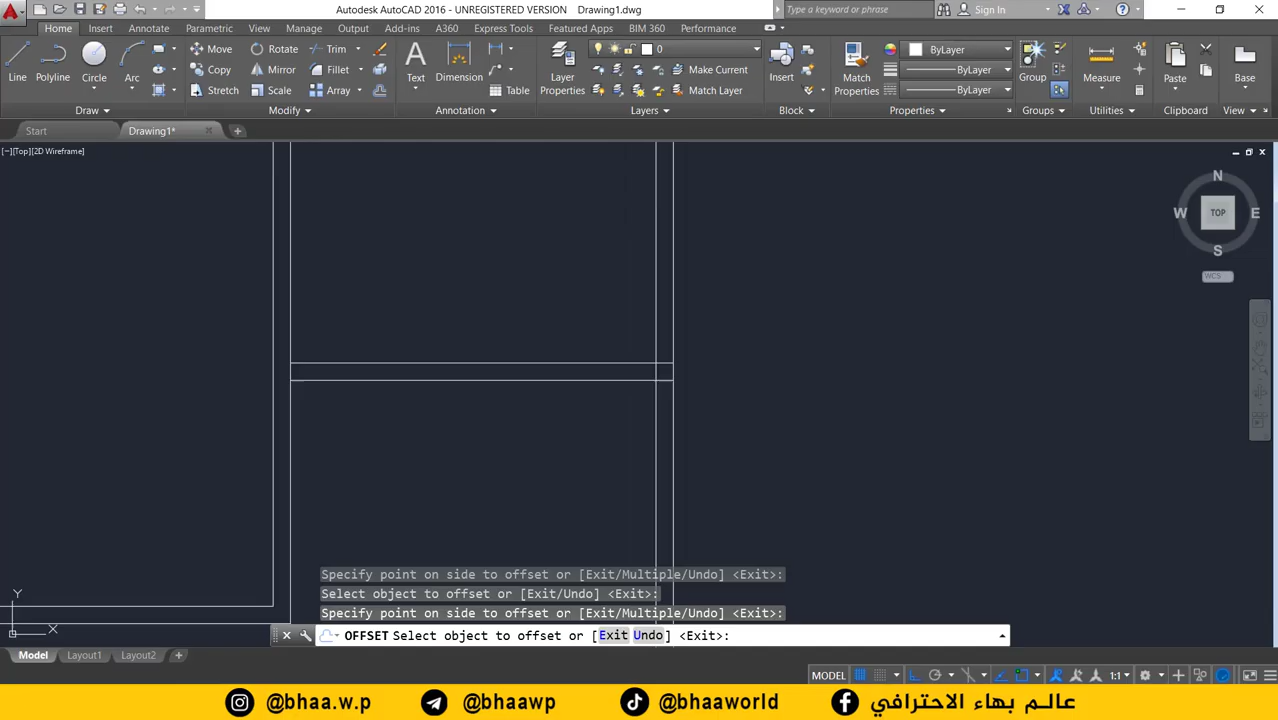 Autodesk AutoCAD 2016 - UNREGISTERED VERSION Drawing1.dwg
Type a keyword or phrase
Sign In
Home Insert Annotate Parametric View Manage Output Add-ins A360 Express Tools Featured Apps BIM 360 Performance
Line Polyline Circle Arc
Move Rotate Trim
Copy Mirror Fillet
Stretch Scale Array
Text Dimension Table
Layer Properties
0
Make Current
Match Layer
Insert
Match Properties
ByLayer
ByLayer
ByLayer
Group Measure Paste Base
Draw Modify Annotation Layers Block Properties Groups Utilities Clipboard View
Start Drawing1*
[−][Top][2D Wireframe]
N
W TOP E
S
WCS
Specify point on side to offset or [Exit/Multiple/Undo] <Exit>:
Select object to offset or [Exit/Undo] <Exit>:
Specify point on side to offset or [Exit/Multiple/Undo] <Exit>:
OFFSET Select object to offset or [Exit Undo] <Exit>:
Y
X
Model Layout1 Layout2
MODEL 1:1
@bhaa.w.p @bhaawp @bhaaworld عالم بهاء الاحترافي